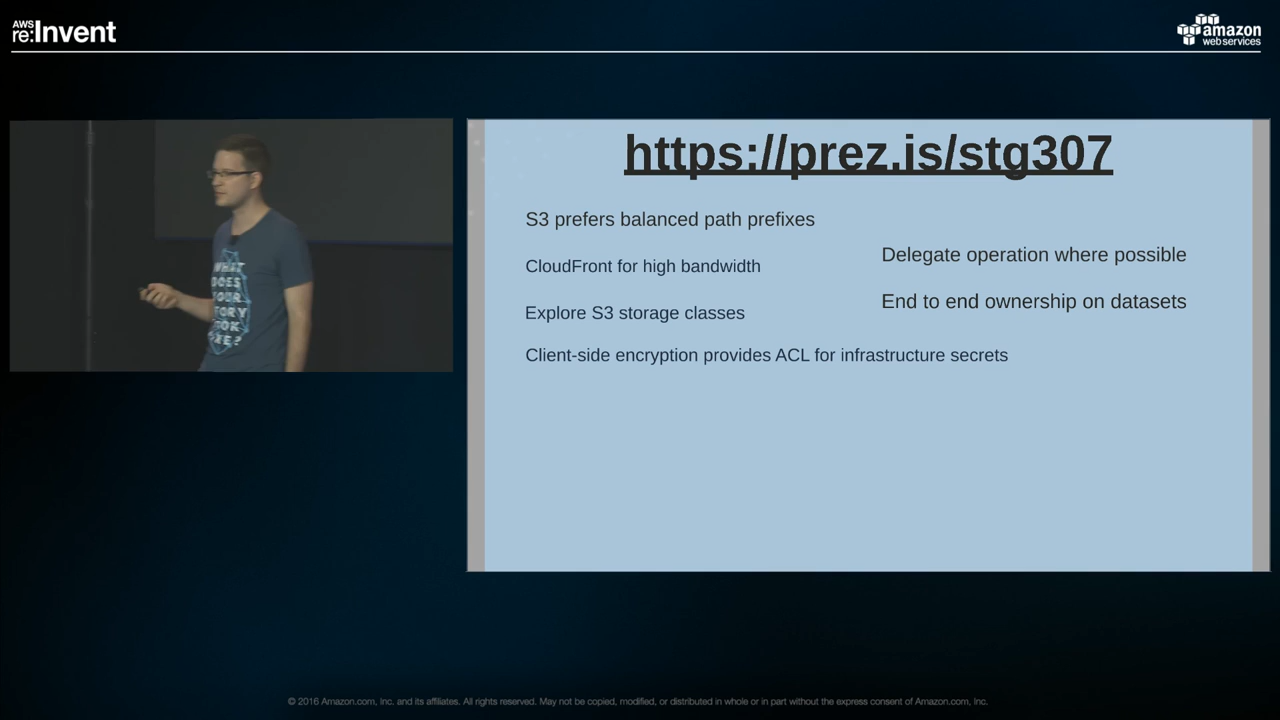 AWS
re:Invent
amazon
web services
https://prez.is/stg307
S3 prefers balanced path prefixes
CloudFront for high bandwidth
Explore S3 storage classes
Client-side encryption provides ACL for infrastructure secrets
Delegate operation where possible
End to end ownership on datasets
WHAT
DOES
YOUR
© 2016 Amazon.com, Inc. and its affiliates. All rights reserved. May not be copied, modified, or distributed in whole or in part without the express consent of Amazon.com, Inc.